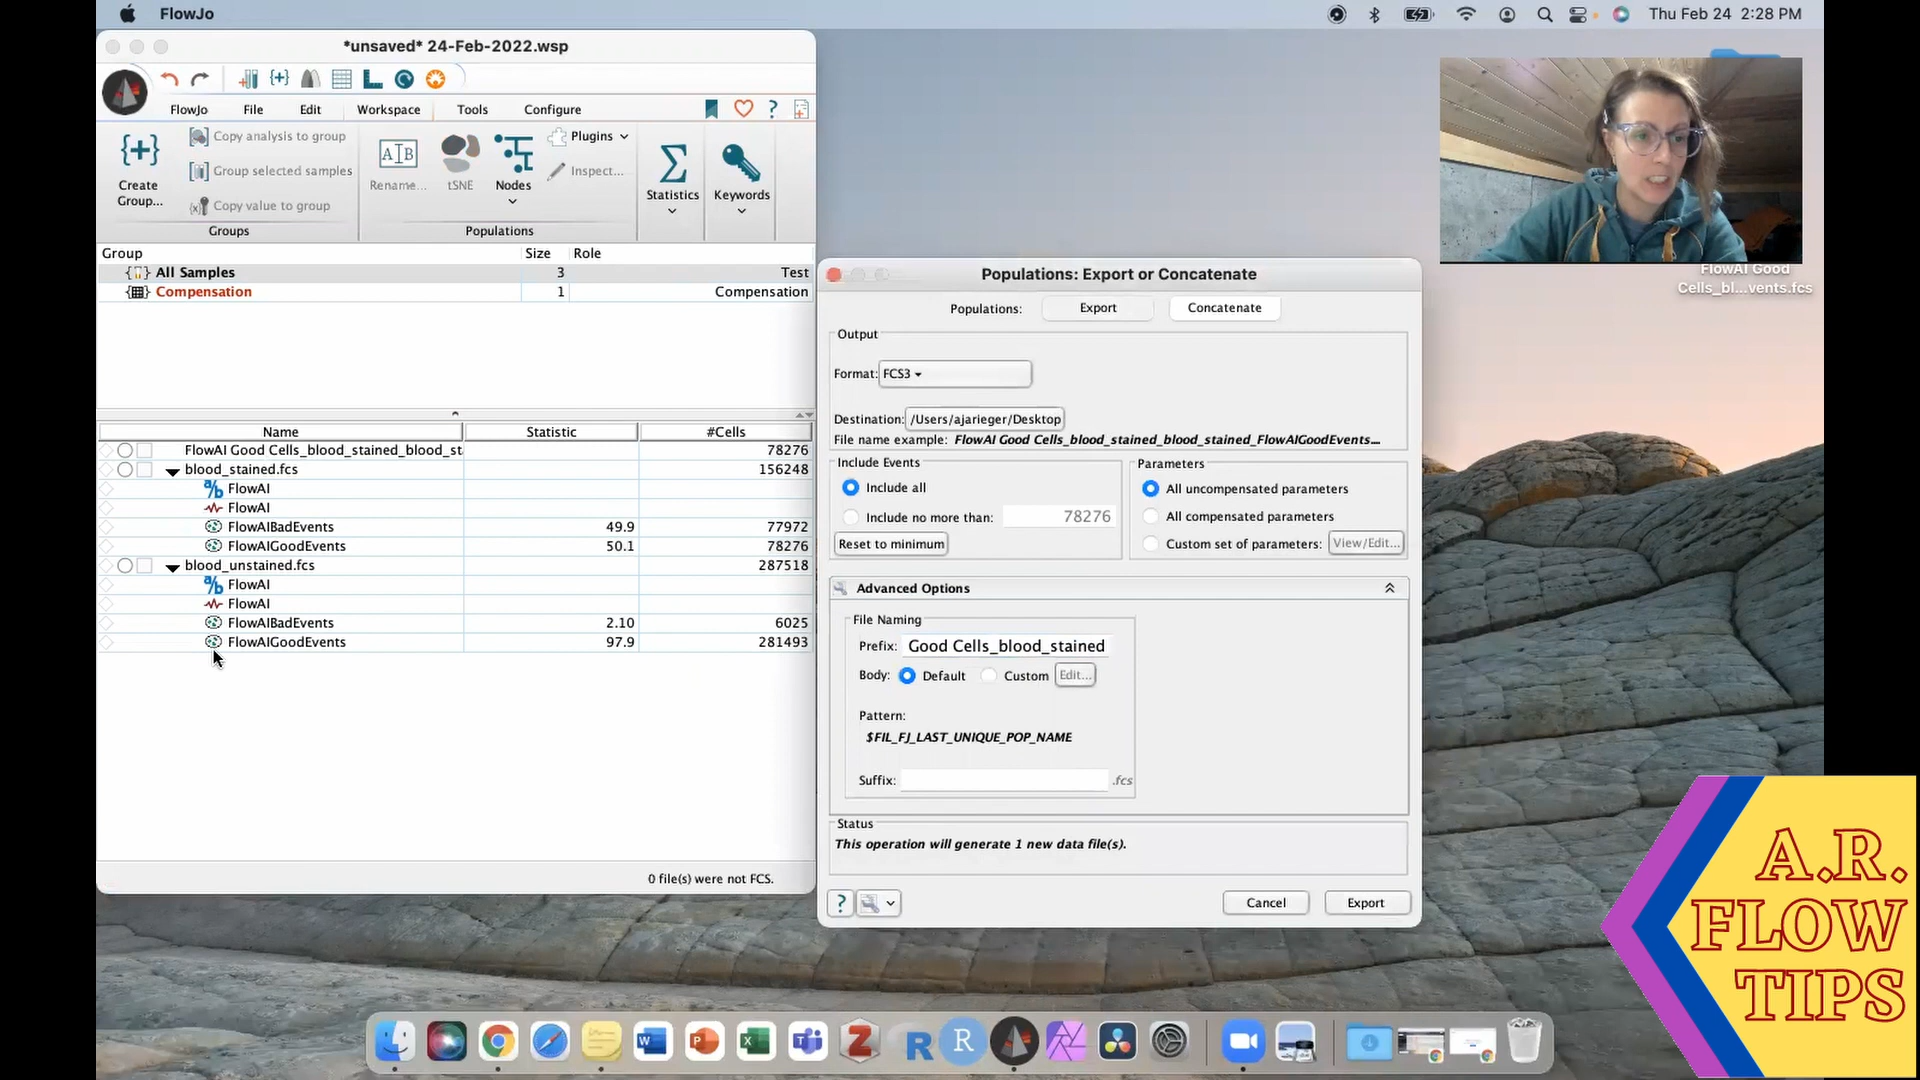 FlowJo
Thu Feb 24 2:28 PM
*unsaved* 24-Feb-2022.wsp
FlowJo File Edit Workspace Tools Configure
Create Group...
Copy analysis to group
Group selected samples
Copy value to group
Groups
Rename...
tSNE
Nodes
Plugins
Inspect...
Populations
Statistics
Keywords
Group Size Role
All Samples 3 Test
Compensation 1 Compensation
Name Statistic #Cells
FlowAI Good Cells_blood_stained_blood_st 78276
blood_stained.fcs 156248
FlowAI
FlowAI
FlowAIBadEvents 49.9 77972
FlowAIGoodEvents 50.1 78276
blood_unstained.fcs 287518
FlowAI
FlowAI
FlowAIBadEvents 2.10 6025
FlowAIGoodEvents 97.9 281493
0 file(s) were not FCS.
Populations: Export or Concatenate
Populations: Export Concatenate
Output
Format: FCS3
Destination: /Users/ajarieger/Desktop
File name example: FlowAI Good Cells_blood_stained_blood_stained_FlowAIGoodEvents...
Include Events
Include all
Include no more than: 78276
Reset to minimum
Parameters
All uncompensated parameters
All compensated parameters
Custom set of parameters: View/Edit...
Advanced Options
File Naming
Prefix: Good Cells_blood_stained
Body: Default Custom Edit...
Pattern:
$FIL_FJ_LAST_UNIQUE_POP_NAME
Suffix: .fcs
Status
This operation will generate 1 new data file(s).
? Cancel Export
FlowAI Good
Cells_bl...vents.fcs
A.R.
FLOW
TIPS